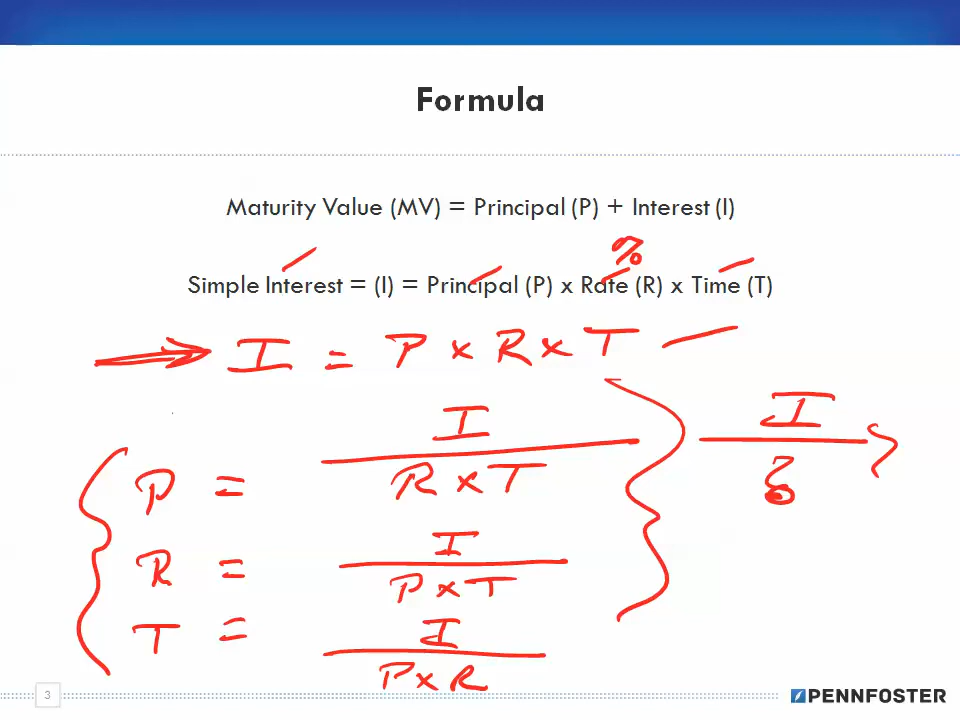 Formula
Maturity Value (MV) = Principal (P) + Interest (I)
%
Simple Interest = (I) = Principal (P) x Rate (R) x Time (T)
I = P x R x T
P = I / R x T
R = I / P x T
T = I / P x R
I
3
PENNFOSTER